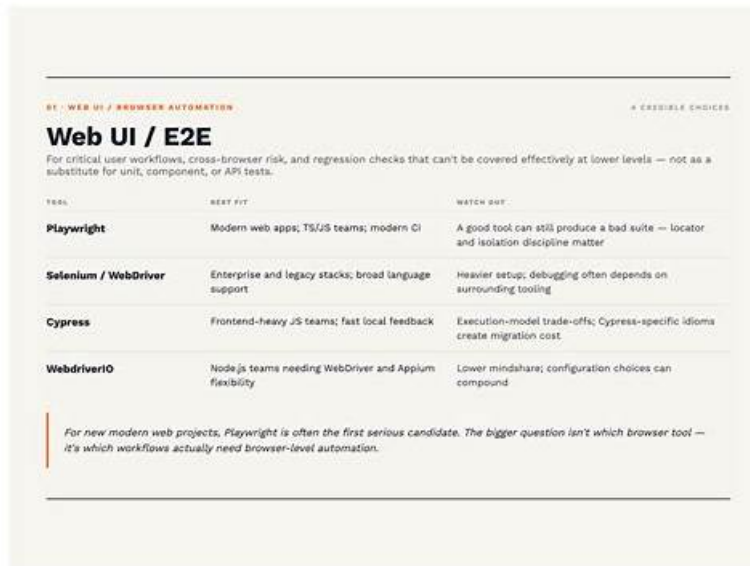 01 · WEB UI / BROWSER AUTOMATION
4 CREDIBLE CHOICES
Web UI / E2E
For critical user workflows, cross-browser risk, and regression checks that can't be covered effectively at lower levels — not as a
substitute for unit, component, or API tests.
TOOL BEST FIT WATCH OUT
Playwright Modern web apps; TS/JS teams; modern CI A good tool can still produce a bad suite — locator
and isolation discipline matter
Selenium / WebDriver Enterprise and legacy stacks; broad language Heavier setup; debugging often depends on
support surrounding tooling
Cypress Frontend-heavy JS teams; fast local feedback Execution-model trade-offs; Cypress-specific idioms
create migration cost
WebdriverIO Node.js teams needing WebDriver and Appium Lower mindshare; configuration choices can
flexibility compound
For new modern web projects, Playwright is often the first serious candidate. The bigger question isn't which browser tool —
it's which workflows actually need browser-level automation.